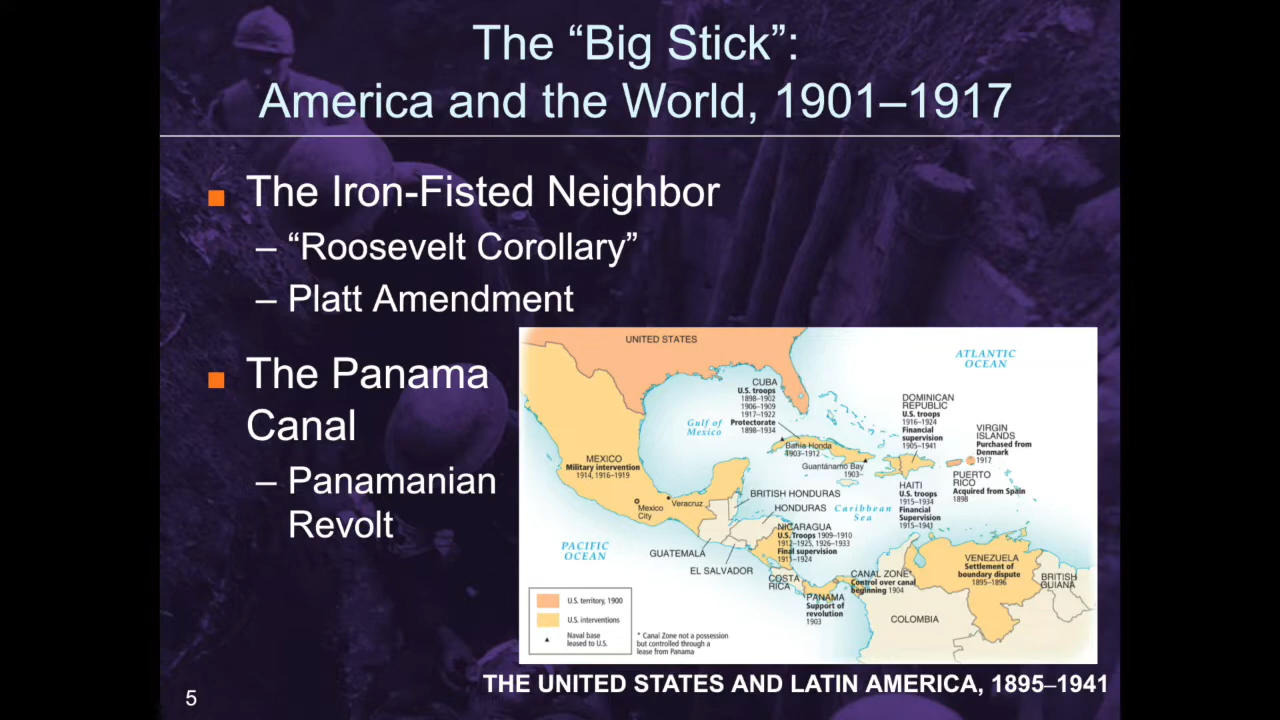 The “Big Stick”:
America and the World, 1901–1917
■ The Iron-Fisted Neighbor
– “Roosevelt Corollary”
– Platt Amendment
■ The Panama
Canal
– Panamanian
Revolt
UNITED STATES
ATLANTIC
OCEAN
CUBA
U.S. troops
1898–1902
1906–1909
1917–1922
Protectorate
1898–1934
Gulf of
Mexico
DOMINICAN
REPUBLIC
U.S. troops
1916–1924
Financial
supervision
1905–1941
VIRGIN
ISLANDS
Purchased from
Denmark
1917
Bahía Honda
1903–1912
Guantánamo Bay
1903–
MEXICO
Military intervention
1914, 1916–1919
Mexico
City
Veracruz
PUERTO
RICO
Acquired from Spain
1898
HAITI
U.S. troops
1915–1934
Financial
Supervision
1915–1941
BRITISH HONDURAS
HONDURAS
Caribbean
Sea
NICARAGUA
U.S. Troops 1909–1910
1912–1925, 1926–1933
Final supervision
1911–1924
PACIFIC
OCEAN
GUATEMALA
EL SALVADOR
COSTA
RICA
CANAL ZONE*
Control over canal
beginning 1904
PANAMA
Support of
revolution
1903
VENEZUELA
Settlement of
boundary dispute
1895–1896
BRITISH
GUIANA
COLOMBIA
U.S. territory, 1900
U.S. interventions
Naval base
leased to U.S.
* Canal Zone not a possession
but controlled through a
lease from Panama
THE UNITED STATES AND LATIN AMERICA, 1895–1941
5